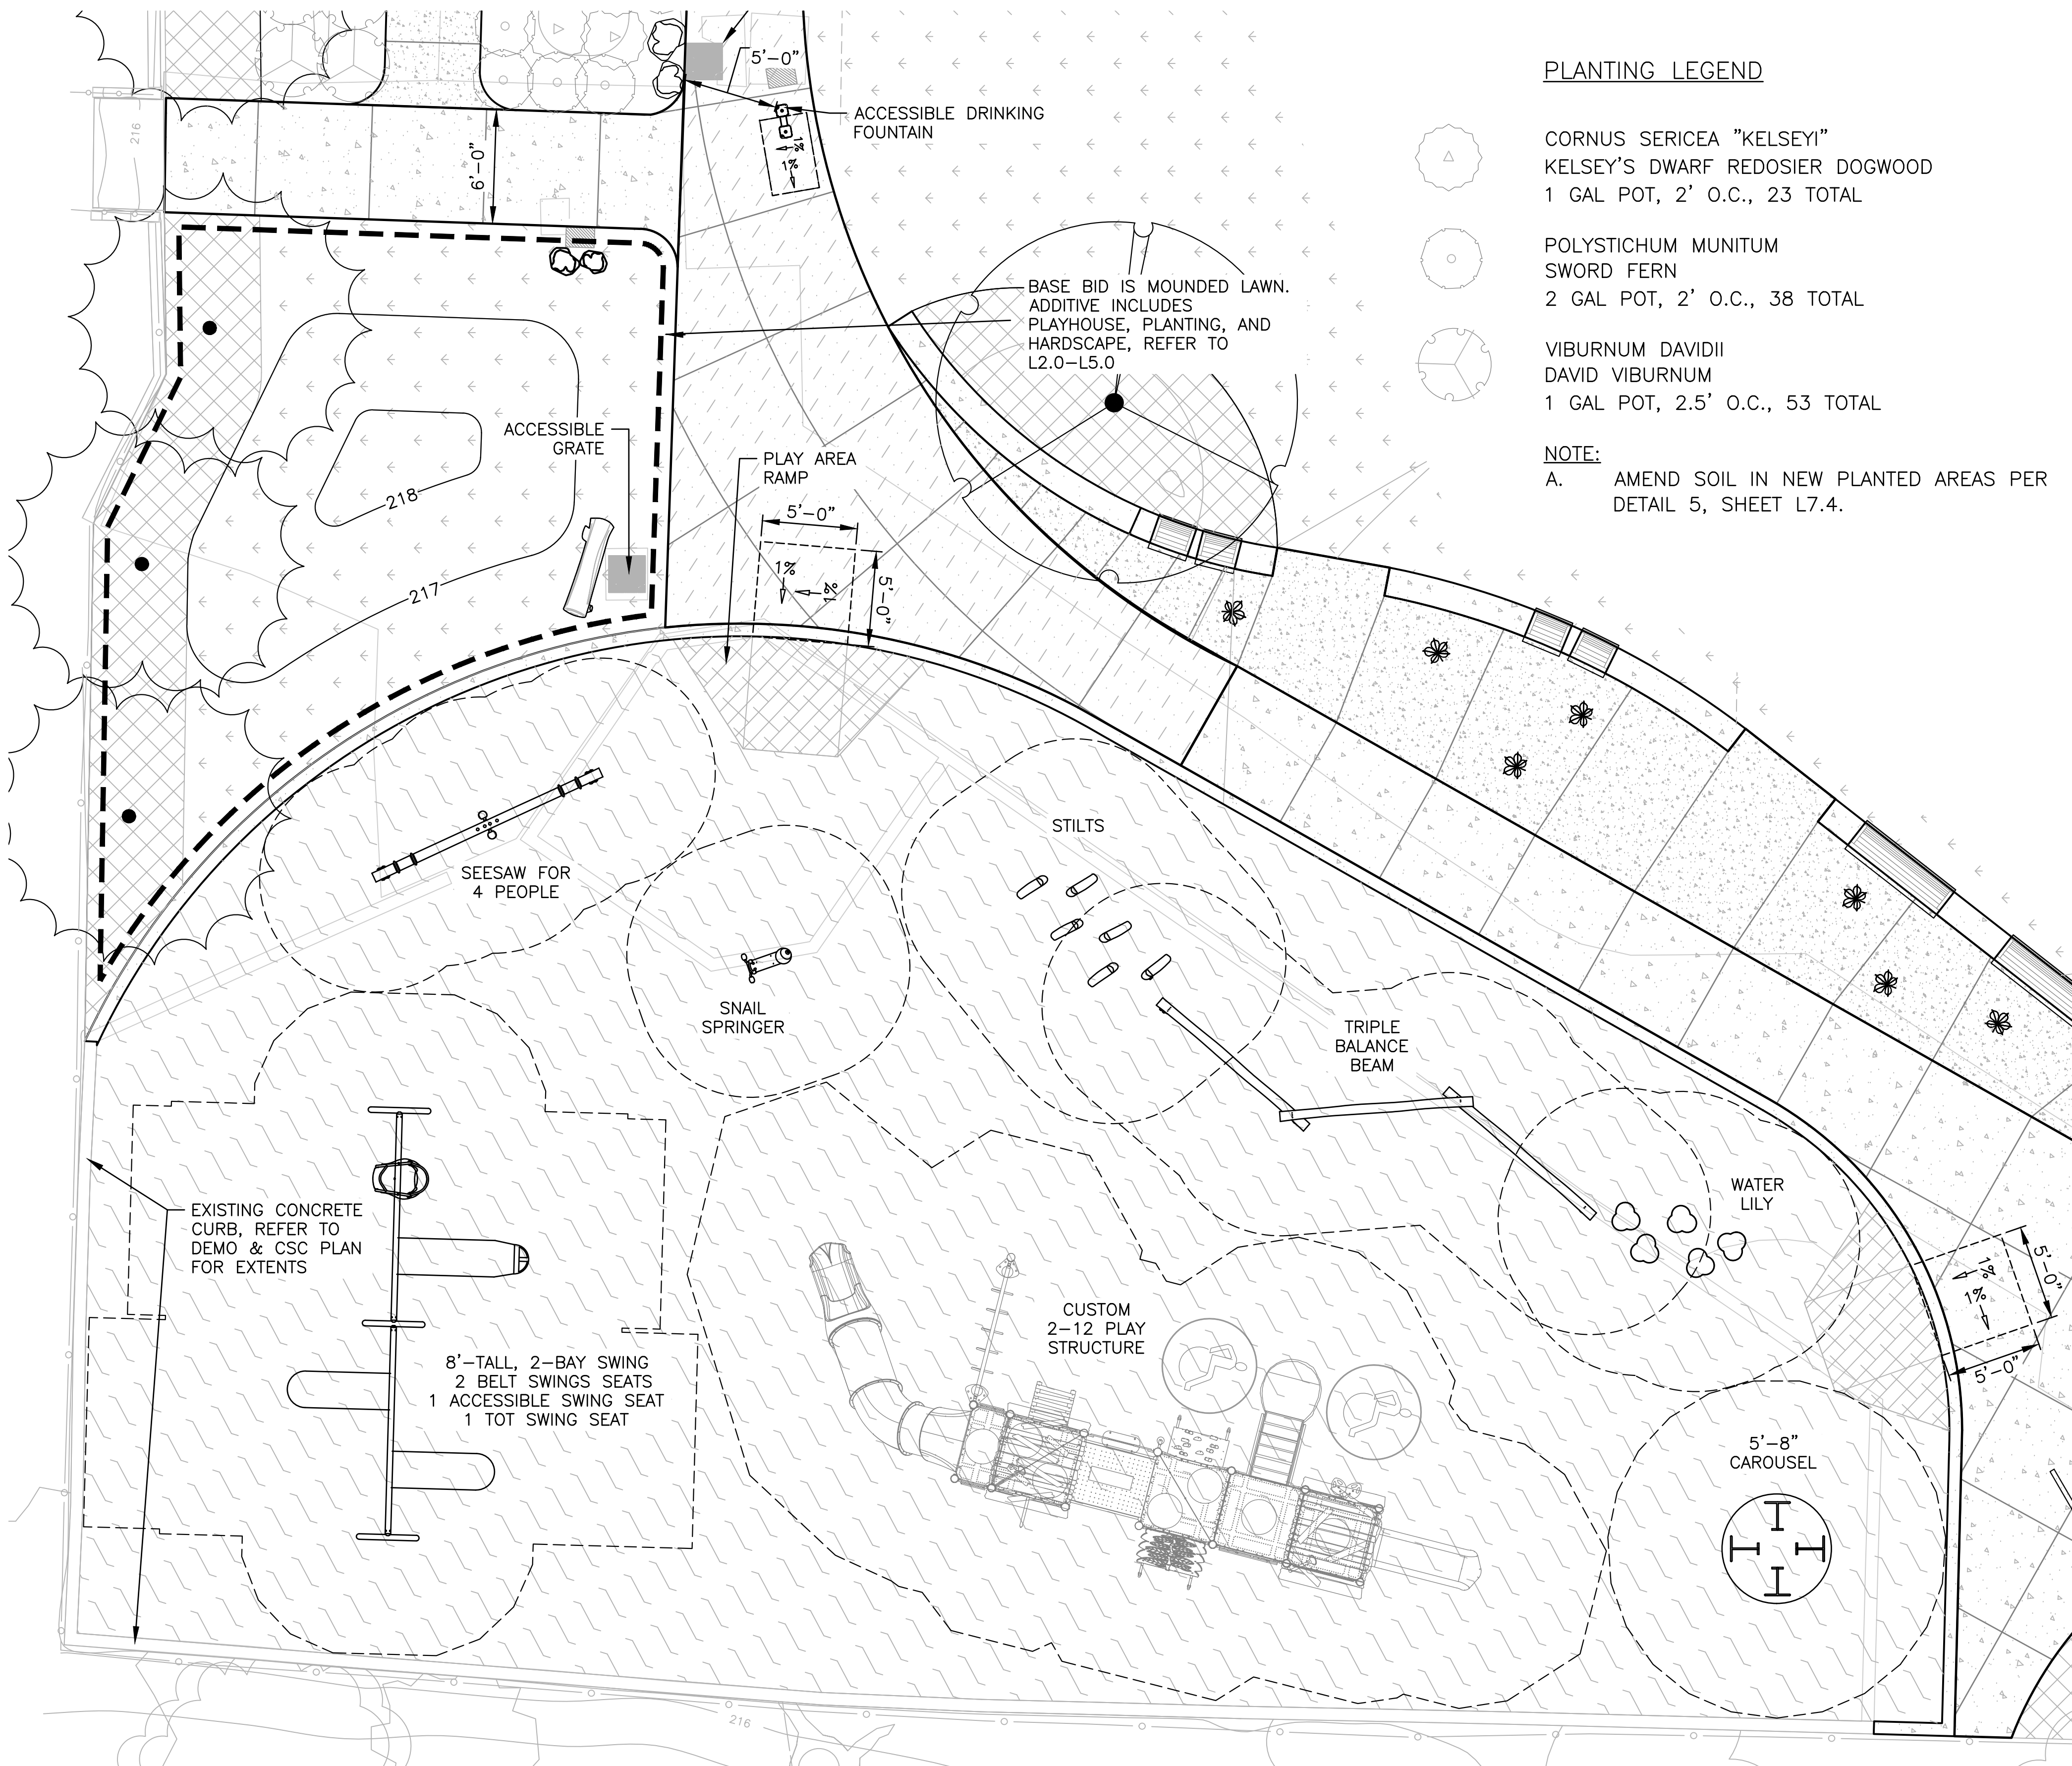 PLANTING LEGEND
CORNUS SERICEA "KELSEYI"
KELSEY'S DWARF REDOSIER DOGWOOD
1 GAL POT, 2' O.C., 23 TOTAL
POLYSTICHUM MUNITUM
SWORD FERN
2 GAL POT, 2' O.C., 38 TOTAL
VIBURNUM DAVIDII
DAVID VIBURNUM
1 GAL POT, 2.5' O.C., 53 TOTAL
NOTE:
A. AMEND SOIL IN NEW PLANTED AREAS PER
DETAIL 5, SHEET L7.4.
5'-0"
216
6'-0"
ACCESSIBLE DRINKING
FOUNTAIN
1%
1%
BASE BID IS MOUNDED LAWN.
ADDITIVE INCLUDES
PLAYHOUSE, PLANTING, AND
HARDSCAPE, REFER TO
L2.0-L5.0
ACCESSIBLE
GRATE
PLAY AREA
RAMP
218
217
5'-0"
5'-0"
1%
1%
SEESAW FOR
4 PEOPLE
STILTS
SNAIL
SPRINGER
TRIPLE
BALANCE
BEAM
WATER
LILY
EXISTING CONCRETE
CURB, REFER TO
DEMO & CSC PLAN
FOR EXTENTS
5'-0"
1%
1%
5'-0"
CUSTOM
2-12 PLAY
STRUCTURE
8'-TALL, 2-BAY SWING
2 BELT SWINGS SEATS
1 ACCESSIBLE SWING SEAT
1 TOT SWING SEAT
5'-8"
CAROUSEL
216